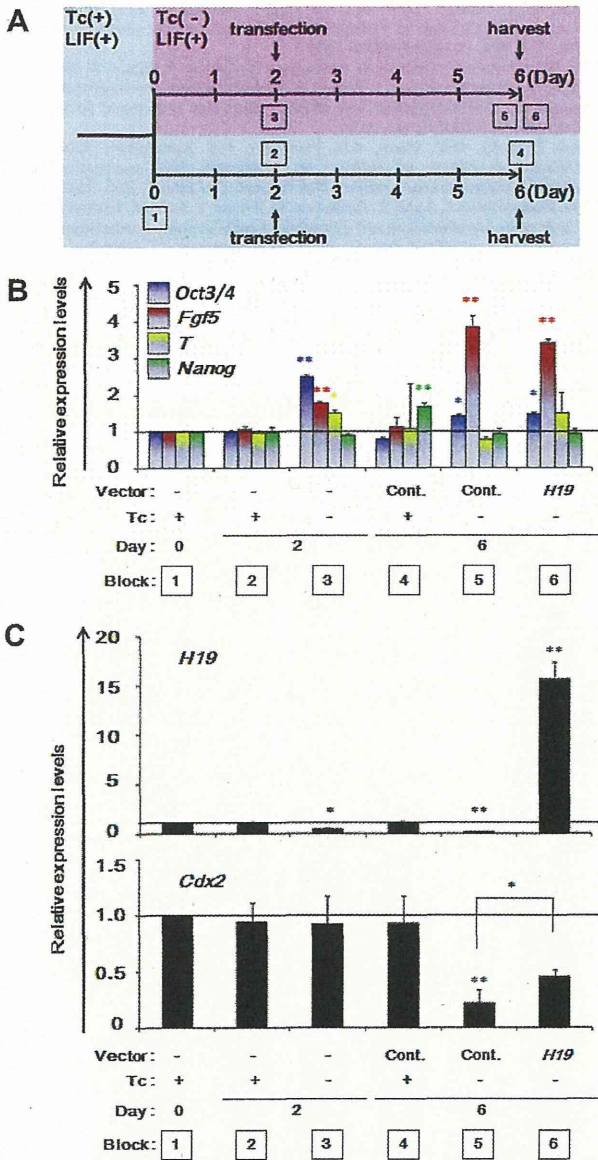 A
Tc(+) Tc(-)
LIF(+) LIF(+)
transfection harvest
0 1 2 3 4 5 6 (Day)
3 5 6
2 4
0 1 2 3 4 5 6 (Day)
1
transfection harvest
B
Relative expression levels
5
4
3
2
1
0
Oct3/4
Fgf5
T
Nanog
** ** * ** * ** * **
Vector: - - - Cont. Cont. H19
Tc: + + - + - -
Day: 0 2 6
Block: 1 2 3 4 5 6
C
Relative expression levels
20
15
10
5
0
H19
* ** **
1.5
1.0
0.5
0
Cdx2
*
**
Vector: - - - Cont. Cont. H19
Tc: + + - + - -
Day: 0 2 6
Block: 1 2 3 4 5 6